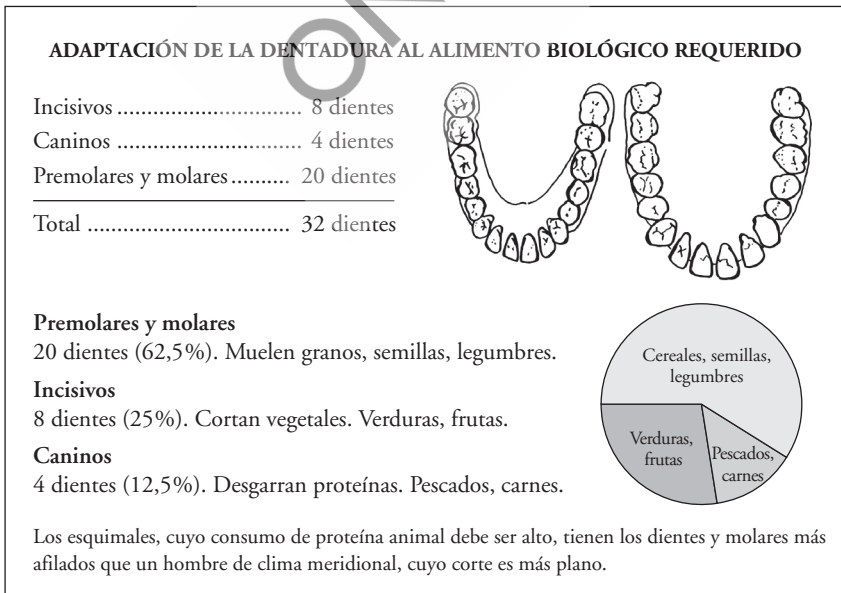 ADAPTACIÓN DE LA DENTADURA AL ALIMENTO BIOLÓGICO REQUERIDO
Incisivos .............................. 8 dientes
Caninos .............................. 4 dientes
Premolares y molares .......... 20 dientes
Total ................................. 32 dientes
Premolares y molares
20 dientes (62,5%). Muelen granos, semillas, legumbres.
Incisivos
8 dientes (25%). Cortan vegetales. Verduras, frutas.
Caninos
4 dientes (12,5%). Desgarran proteínas. Pescados, carnes.
Cereales, semillas,
legumbres
Verduras,
frutas
Pescados,
carnes
Los esquimales, cuyo consumo de proteína animal debe ser alto, tienen los dientes y molares más
afilados que un hombre de clima meridional, cuyo corte es más plano.